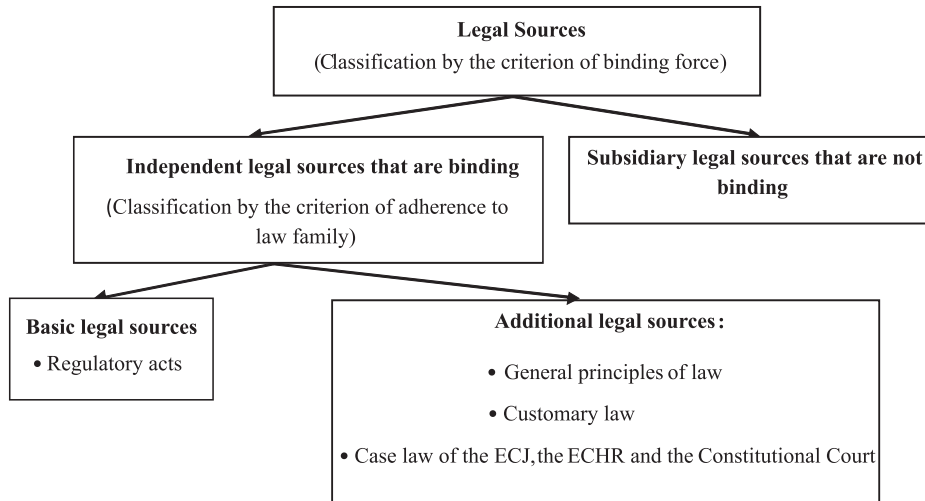 Legal Sources
(Classification by the criterion of binding force)
Independent legal sources that are binding
(Classification by the criterion of adherence to
law family)
Subsidiary legal sources that are not
binding
Basic legal sources
• Regulatory acts
Additional legal sources:
• General principles of law
• Customary law
• Case law of the ECJ, the ECHR and the Constitutional Court